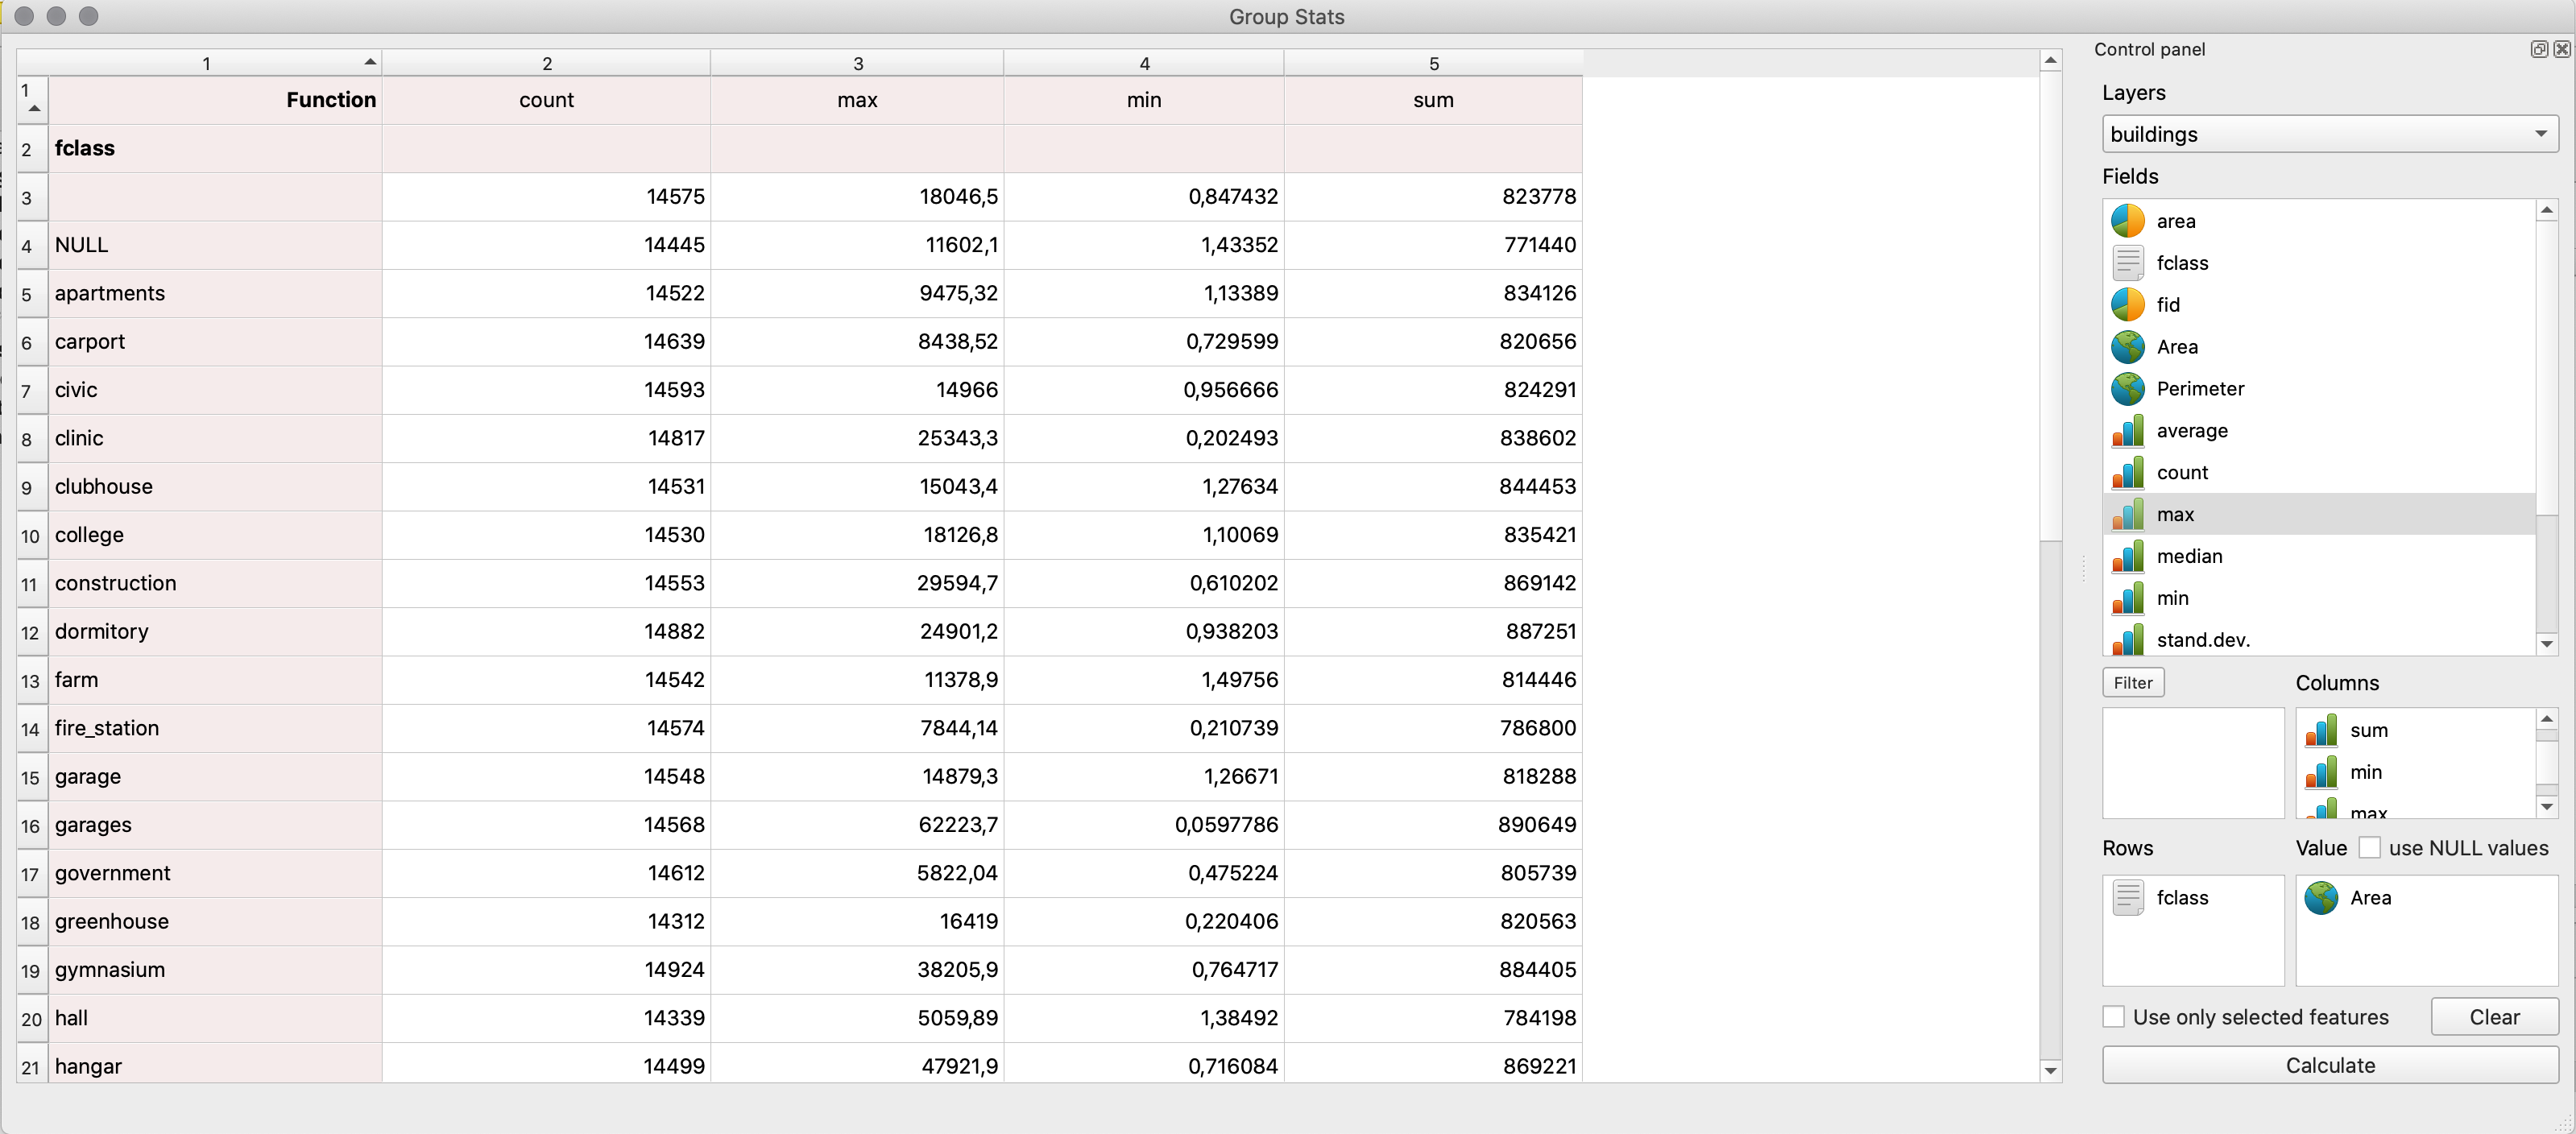 Group Stats
1 2 3 4 5
1 Function count max min sum
2 fclass
3 14575 18046,5 0,847432 823778
4 NULL 14445 11602,1 1,43352 771440
5 apartments 14522 9475,32 1,13389 834126
6 carport 14639 8438,52 0,729599 820656
7 civic 14593 14966 0,956666 824291
8 clinic 14817 25343,3 0,202493 838602
9 clubhouse 14531 15043,4 1,27634 844453
10 college 14530 18126,8 1,10069 835421
11 construction 14553 29594,7 0,610202 869142
12 dormitory 14882 24901,2 0,938203 887251
13 farm 14542 11378,9 1,49756 814446
14 fire_station 14574 7844,14 0,210739 786800
15 garage 14548 14879,3 1,26671 818288
16 garages 14568 62223,7 0,0597786 890649
17 government 14612 5822,04 0,475224 805739
18 greenhouse 14312 16419 0,220406 820563
19 gymnasium 14924 38205,9 0,764717 884405
20 hall 14339 5059,89 1,38492 784198
21 hangar 14499 47921,9 0,716084 869221
Control panel
Layers
buildings
Fields
area
fclass
fid
Area
Perimeter
average
count
max
median
min
stand.dev.
Filter Columns
sum
min
max
Rows Value use NULL values
fclass Area
Use only selected features Clear
Calculate